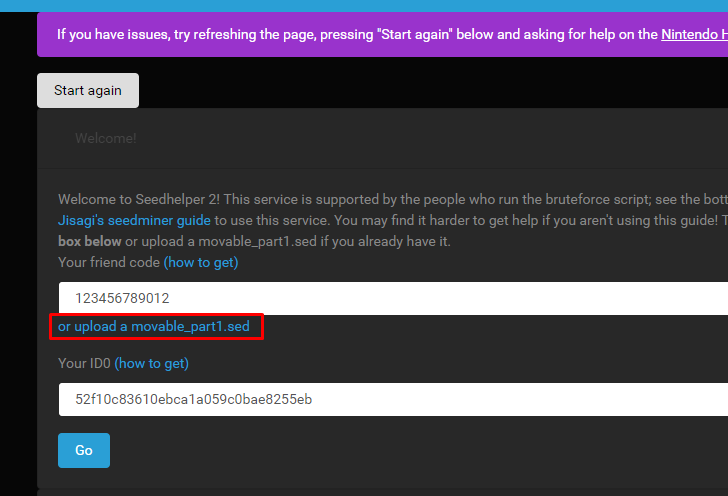 If you have issues, try refreshing the page, pressing "Start again" below and asking for help on the Nintendo H
Start again
Welcome!
Welcome to Seedhelper 2! This service is supported by the people who run the bruteforce script; see the bott
Jisagi's seedminer guide to use this service. You may find it harder to get help if you aren't using this guide! T
box below or upload a movable_part1.sed if you already have it.
Your friend code (how to get)
123456789012
or upload a movable_part1.sed
Your ID0 (how to get)
52f10c83610ebca1a059c0bae8255eb
Go